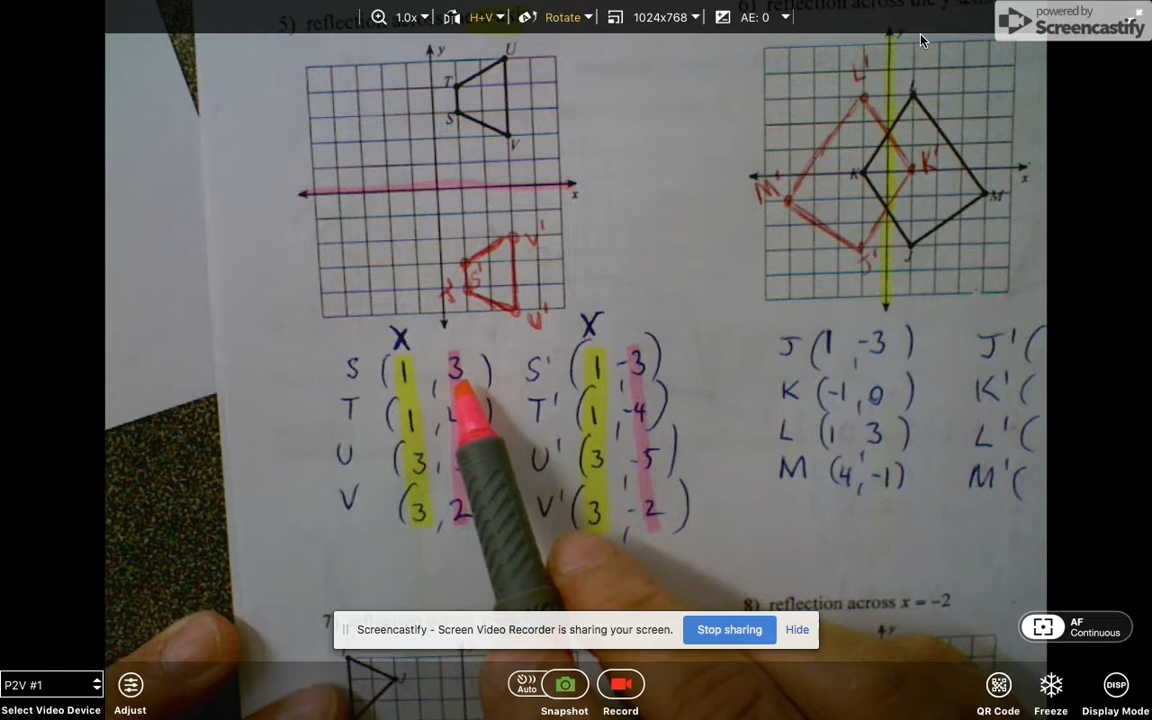 1.0x H+V Rotate 1024x768 AE: 0
powered by
Screencastify
5) reflection
6) reflection across the y-axis
y
U
T
S
V
x
V'
S'
U'
y
L'
L
K
K'
x
M'
M
J'
J
X X
S (1, 3) S' (1, -3)
T (1, T' (1, -4)
U (3, U' (3, -5)
V (3, 2 V' (3, -2)
J (1, -3) J' (
K (-1, 0) K' (
L (1, 3) L' (
M (4, -1) M' (
7
8) reflection across x = -2
y
Screencastify - Screen Video Recorder is sharing your screen. Stop sharing Hide
AF
Continuous
P2V #1
Select Video Device
Adjust
Auto
Snapshot
Record
QR Code
Freeze
DISP
Display Mode